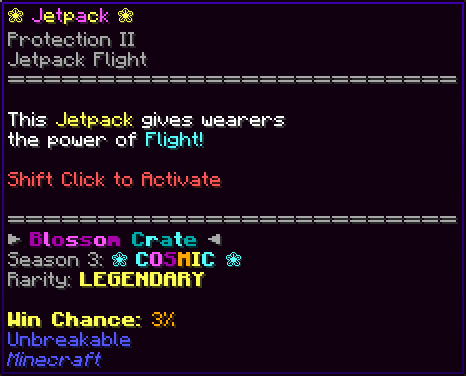 ❀ Jetpack ❀
Protection II
Jetpack Flight
================================
This Jetpack gives wearers
the power of Flight!
Shift Click to Activate
================================
► Blossom Crate ◄
Season 3: ❀ COSMIC ❀
Rarity: LEGENDARY
Win Chance: 3%
Unbreakable
Minecraft